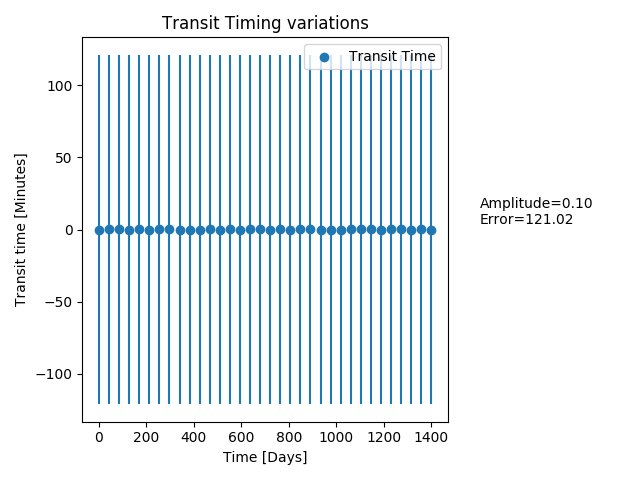 Transit Timing variations
Transit Time
100
50
0
−50
−100
Transit time [Minutes]
Amplitude=0.10
Error=121.02
0 200 400 600 800 1000 1200 1400
Time [Days]